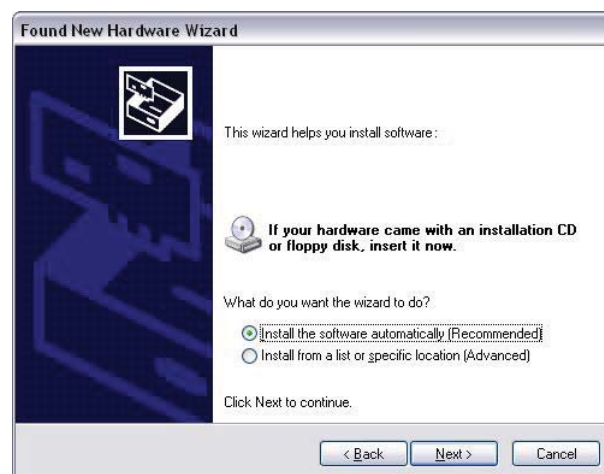 Found New Hardware Wizard
This wizard helps you install software:
If your hardware came with an installation CD
or floppy disk, insert it now.
What do you want the wizard to do?
Install the software automatically (Recommended)
Install from a list or specific location (Advanced)
Click Next to continue.
< Back
Next >
Cancel